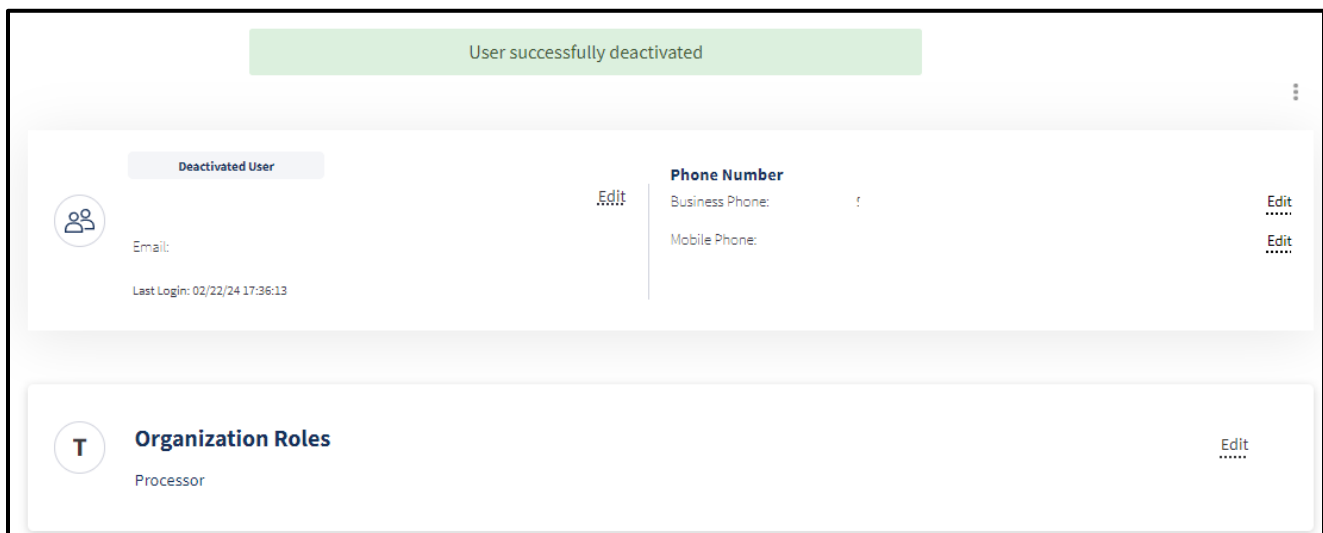 User successfully deactivated
Deactivated User
Edit
Email:
Last Login: 02/22/24 17:36:13
Phone Number
Business Phone:
Edit
Mobile Phone:
Edit
T
Organization Roles
Edit
Processor